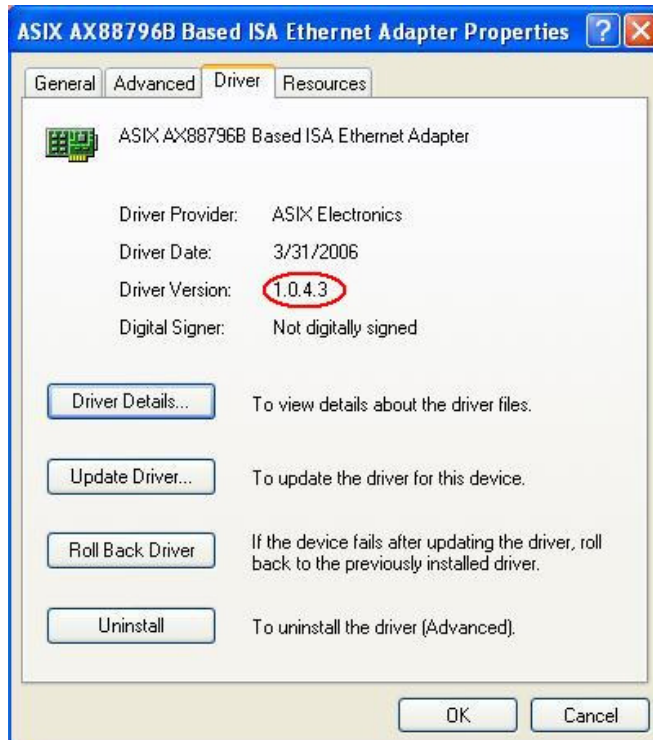 ASIX AX88796B Based ISA Ethernet Adapter Properties
General Advanced Driver Resources
ASIX AX88796B Based ISA Ethernet Adapter
Driver Provider: ASIX Electronics
Driver Date: 3/31/2006
Driver Version: 1.0.4.3
Digital Signer: Not digitally signed
Driver Details... To view details about the driver files.
Update Driver... To update the driver for this device.
Roll Back Driver If the device fails after updating the driver, roll
back to the previously installed driver.
Uninstall To uninstall the driver (Advanced).
OK Cancel